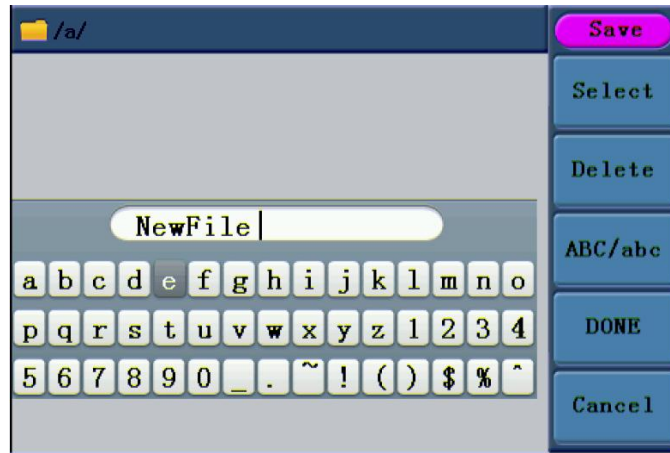 /a/
Save
Select
Delete
ABC/abc
DONE
Cancel
NewFile
a b c d e f g h i j k l m n o
p q r s t u v w x y z 1 2 3 4
5 6 7 8 9 0 _ . ~ ! ( ) $ % ^